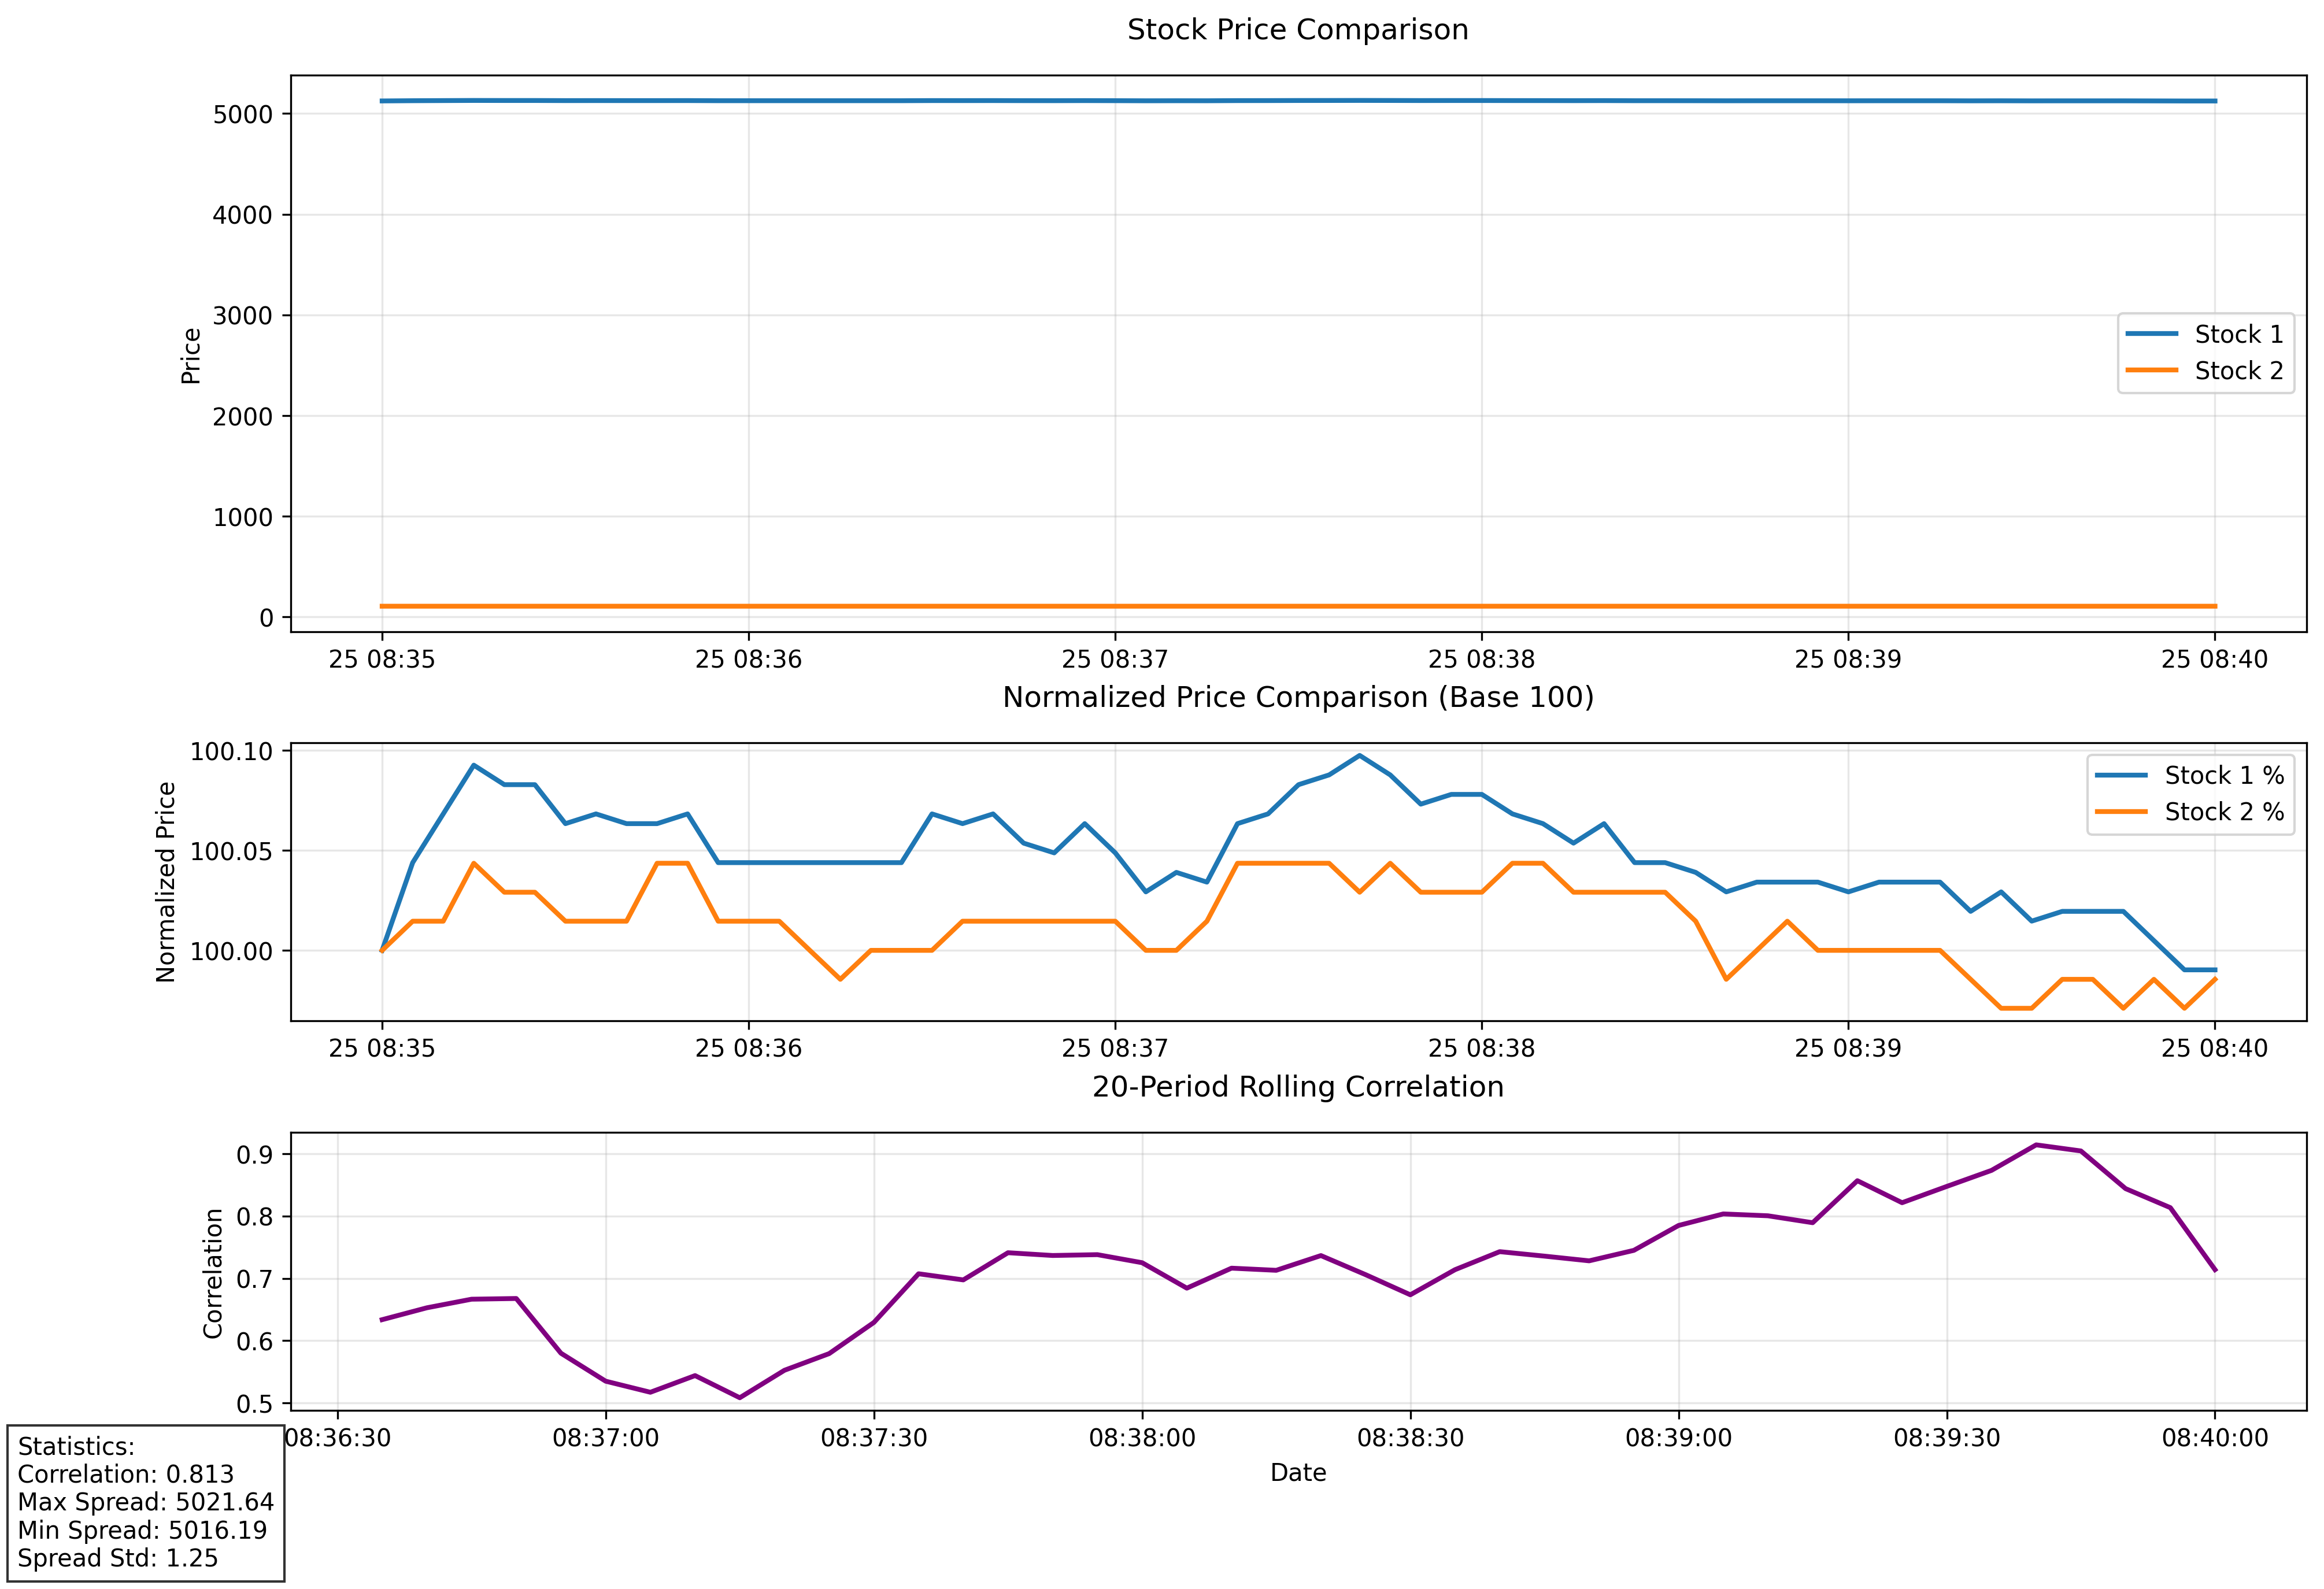 Stock Price Comparison
5000
4000
3000
2000
1000
0
Price
Stock 1
Stock 2
25 08:35
25 08:36
25 08:37
25 08:38
25 08:39
25 08:40
Normalized Price Comparison (Base 100)
100.10
100.05
100.00
Normalized Price
Stock 1 %
Stock 2 %
25 08:35
25 08:36
25 08:37
25 08:38
25 08:39
25 08:40
20-Period Rolling Correlation
0.9
0.8
0.7
0.6
0.5
Correlation
08:36:30
08:37:00
08:37:30
08:38:00
08:38:30
08:39:00
08:39:30
08:40:00
Date
Statistics:
Correlation: 0.813
Max Spread: 5021.64
Min Spread: 5016.19
Spread Std: 1.25